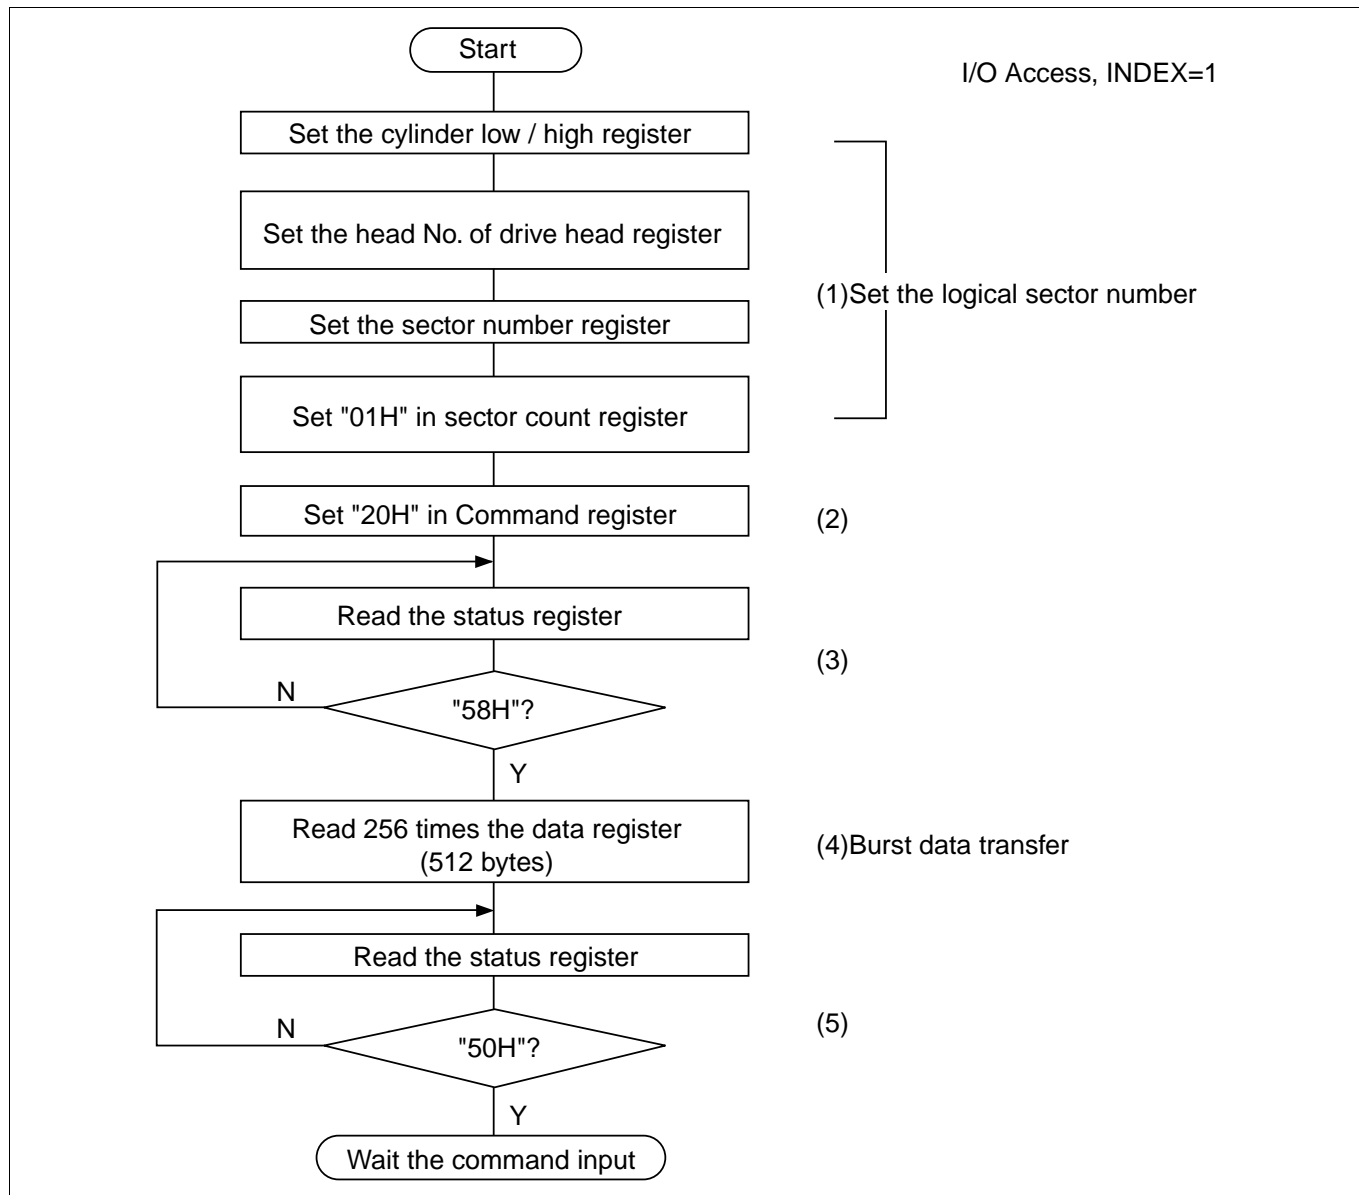 Start
I/O Access, INDEX=1
Set the cylinder low / high register
Set the head No. of drive head register
(1)Set the logical sector number
Set the sector number register
Set "01H" in sector count register
Set "20H" in Command register
(2)
Read the status register
(3)
N
"58H"?
Y
Read 256 times the data register
(512 bytes)
(4)Burst data transfer
Read the status register
(5)
N
"50H"?
Y
Wait the command input